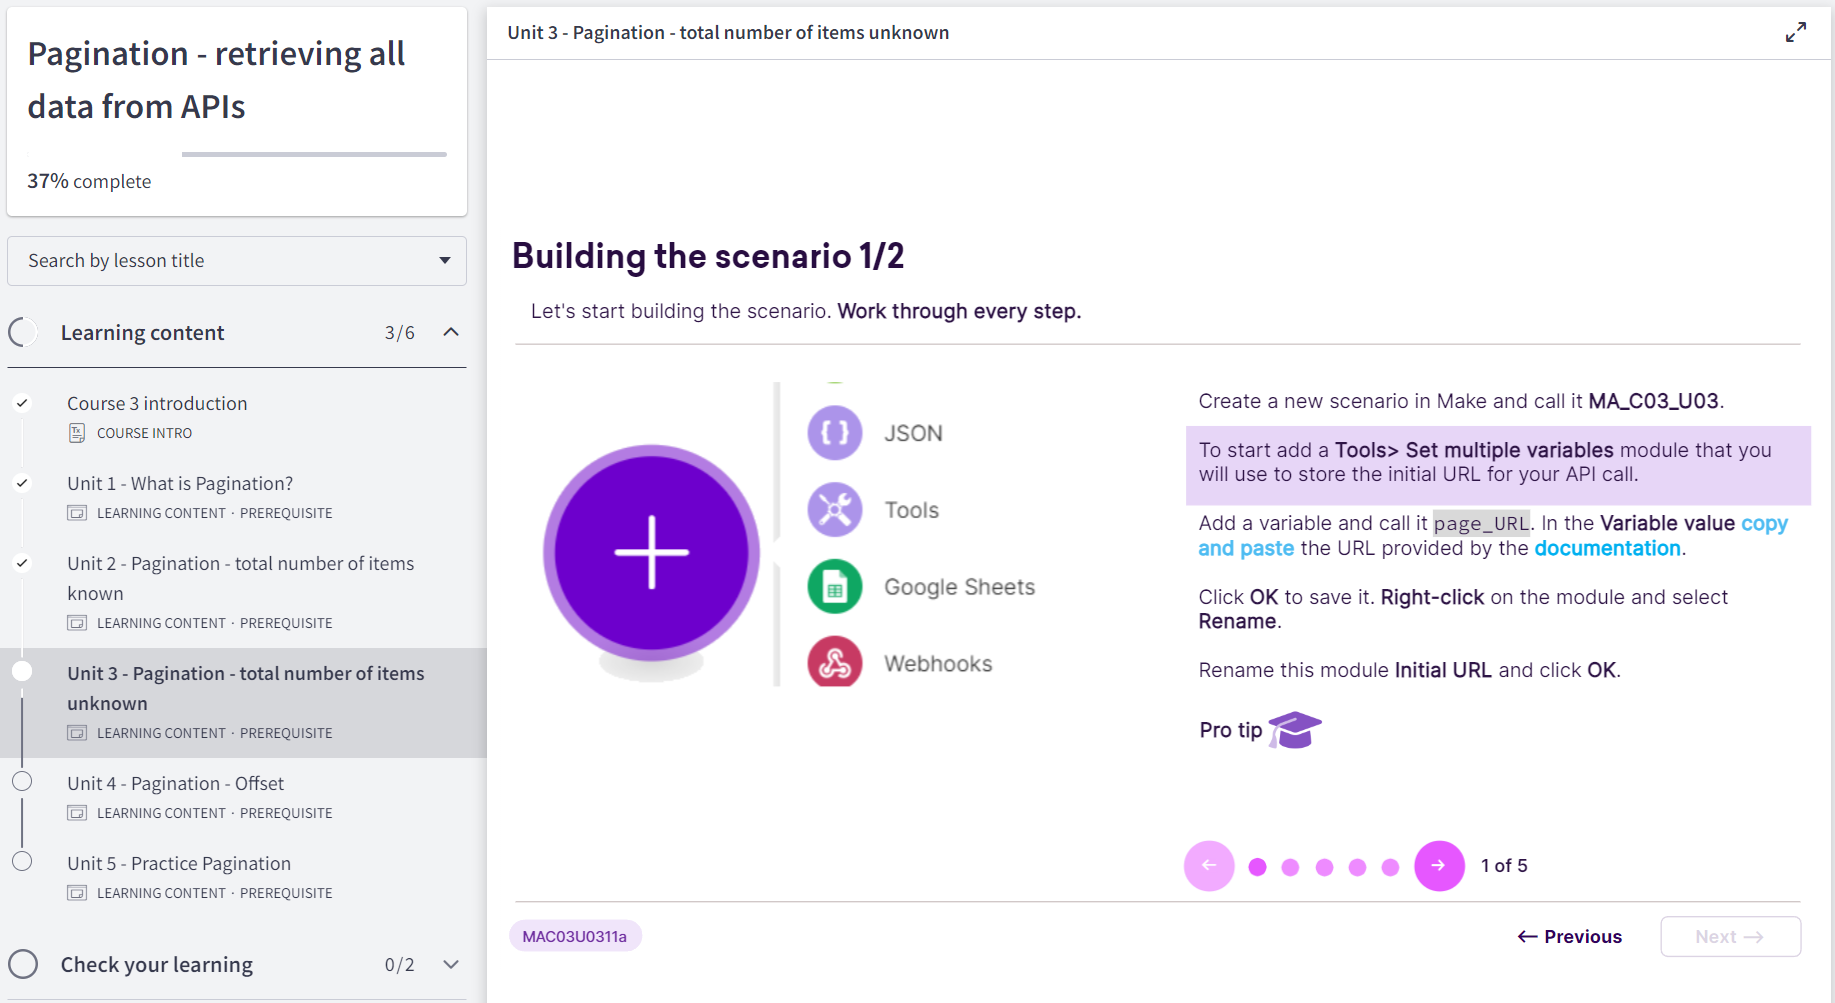 Pagination - retrieving all
data from APIs
37% complete
Search by lesson title
Learning content 3/6
Course 3 introduction
COURSE INTRO
Unit 1 - What is Pagination?
LEARNING CONTENT · PREREQUISITE
Unit 2 - Pagination - total number of items
known
LEARNING CONTENT · PREREQUISITE
Unit 3 - Pagination - total number of items
unknown
LEARNING CONTENT · PREREQUISITE
Unit 4 - Pagination - Offset
LEARNING CONTENT · PREREQUISITE
Unit 5 - Practice Pagination
LEARNING CONTENT · PREREQUISITE
Check your learning 0/2
Unit 3 - Pagination - total number of items unknown
Building the scenario 1/2
Let's start building the scenario. Work through every step.
JSON
Tools
Google Sheets
Webhooks
Create a new scenario in Make and call it MA_C03_U03.
To start add a Tools> Set multiple variables module that you
will use to store the initial URL for your API call.
Add a variable and call it page_URL. In the Variable value copy
and paste the URL provided by the documentation.
Click OK to save it. Right-click on the module and select
Rename.
Rename this module Initial URL and click OK.
Pro tip
1 of 5
MAC03U0311a
← Previous
Next →